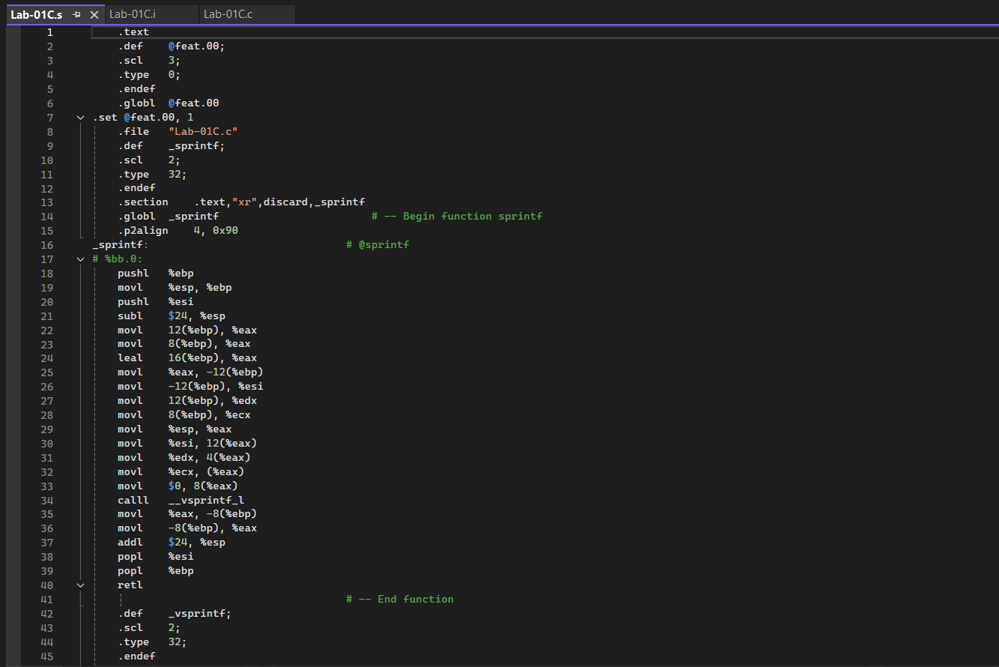 Lab-01C.s Lab-01C.i Lab-01C.c
1 .text
2 .def @feat.00;
3 .scl 3;
4 .type 0;
5 .endef
6 .globl @feat.00
7 .set @feat.00, 1
8 .file "Lab-01C.c"
9 .def _sprintf;
10 .scl 2;
11 .type 32;
12 .endef
13 .section .text,"xr",discard,_sprintf
14 .globl _sprintf # -- Begin function sprintf
15 .p2align 4, 0x90
16 _sprintf: # @sprintf
17 # %bb.0:
18 pushl %ebp
19 movl %esp, %ebp
20 pushl %esi
21 subl $24, %esp
22 movl 12(%ebp), %eax
23 movl 8(%ebp), %eax
24 leal 16(%ebp), %eax
25 movl %eax, -12(%ebp)
26 movl -12(%ebp), %esi
27 movl 12(%ebp), %edx
28 movl 8(%ebp), %ecx
29 movl %esp, %eax
30 movl %esi, 12(%eax)
31 movl %edx, 4(%eax)
32 movl %ecx, (%eax)
33 movl $0, 8(%eax)
34 calll __vsprintf_l
35 movl %eax, -8(%ebp)
36 movl -8(%ebp), %eax
37 addl $24, %esp
38 popl %esi
39 popl %ebp
40 retl
41 # -- End function
42 .def _vsprintf;
43 .scl 2;
44 .type 32;
45 .endef